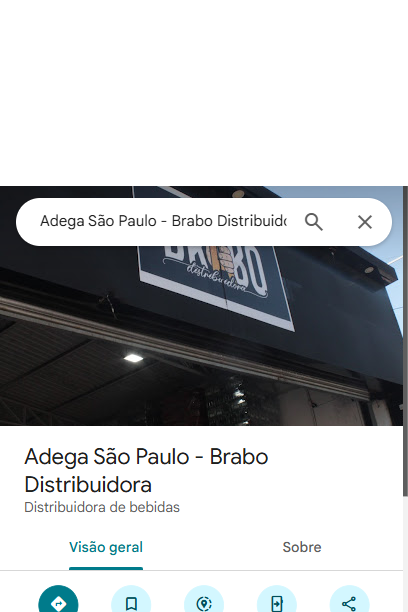 Adega São Paulo - Brabo Distribuido
BRABO
distribuidora
Adega São Paulo - Brabo
Distribuidora
Distribuidora de bebidas
Visão geral
Sobre